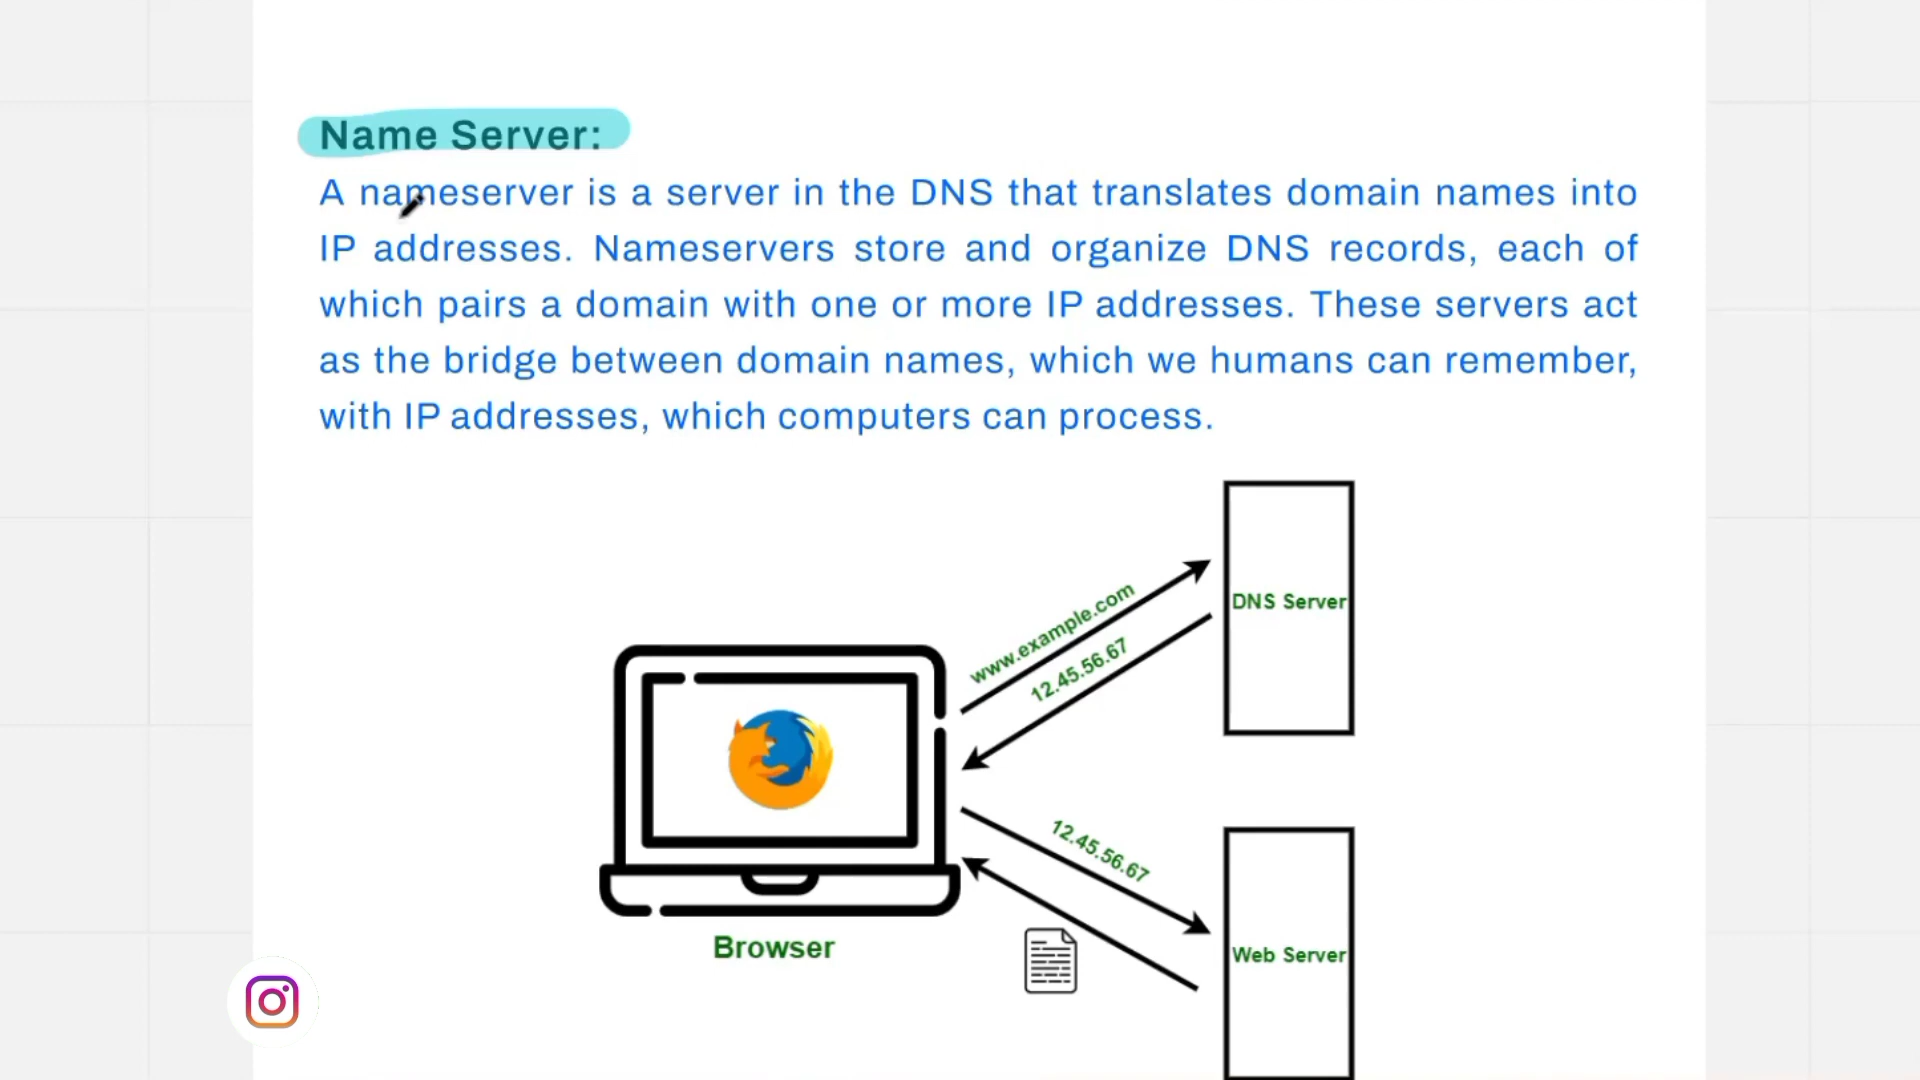 Name Server:
A nameserver is a server in the DNS that translates domain names into
IP addresses. Nameservers store and organize DNS records, each of
which pairs a domain with one or more IP addresses. These servers act
as the bridge between domain names, which we humans can remember,
with IP addresses, which computers can process.
www.example.com
12.45.56.67
DNS Server
12.45.56.67
Browser
Web Server